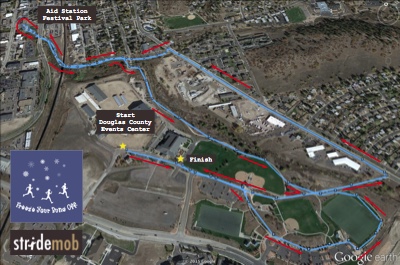 Aid Station
Festival Park
Start
Douglas County
Events Center
Finish
Freeze Your Buns Off
stridemob
Google earth